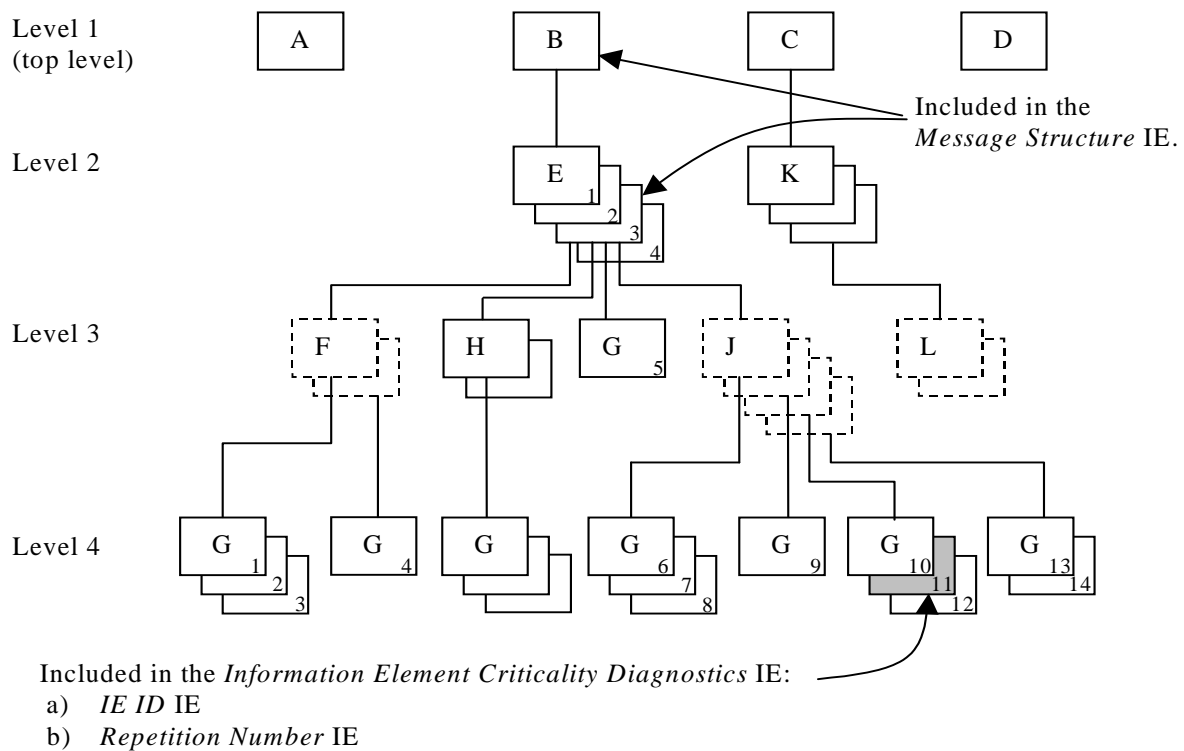 Level 1
(top level)
A
B
C
D
Included in the
Message Structure IE.
Level 2
E
1
2
3
4
K
Level 3
F
H
G
5
J
L
Level 4
G
1
2
3
G
4
G
G
6
7
8
G
9
G
10
11
12
G
13
14
Included in the Information Element Criticality Diagnostics IE:
a) IE ID IE
b) Repetition Number IE